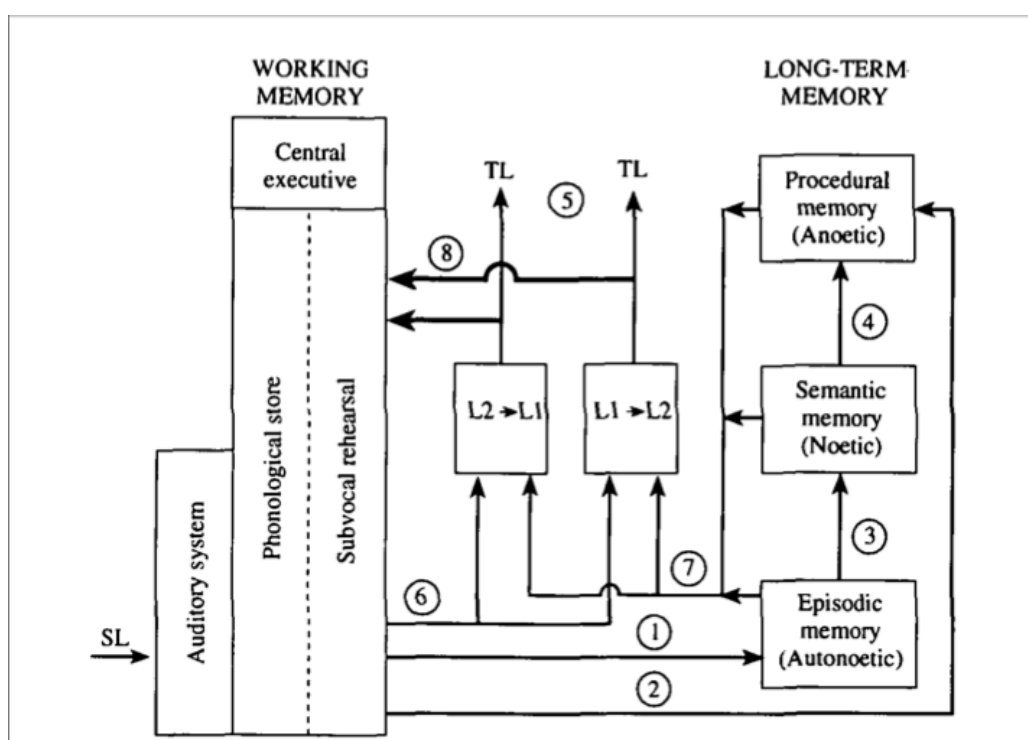 WORKING
MEMORY
LONG-TERM
MEMORY
Central
executive
TL
TL
5
Procedural
memory
(Anoetic)
8
4
Phonological store
Subvocal rehearsal
L2→L1
L1→L2
Semantic
memory
(Noetic)
Auditory system
3
7
6
Episodic
memory
(Autonoetic)
1
SL
2